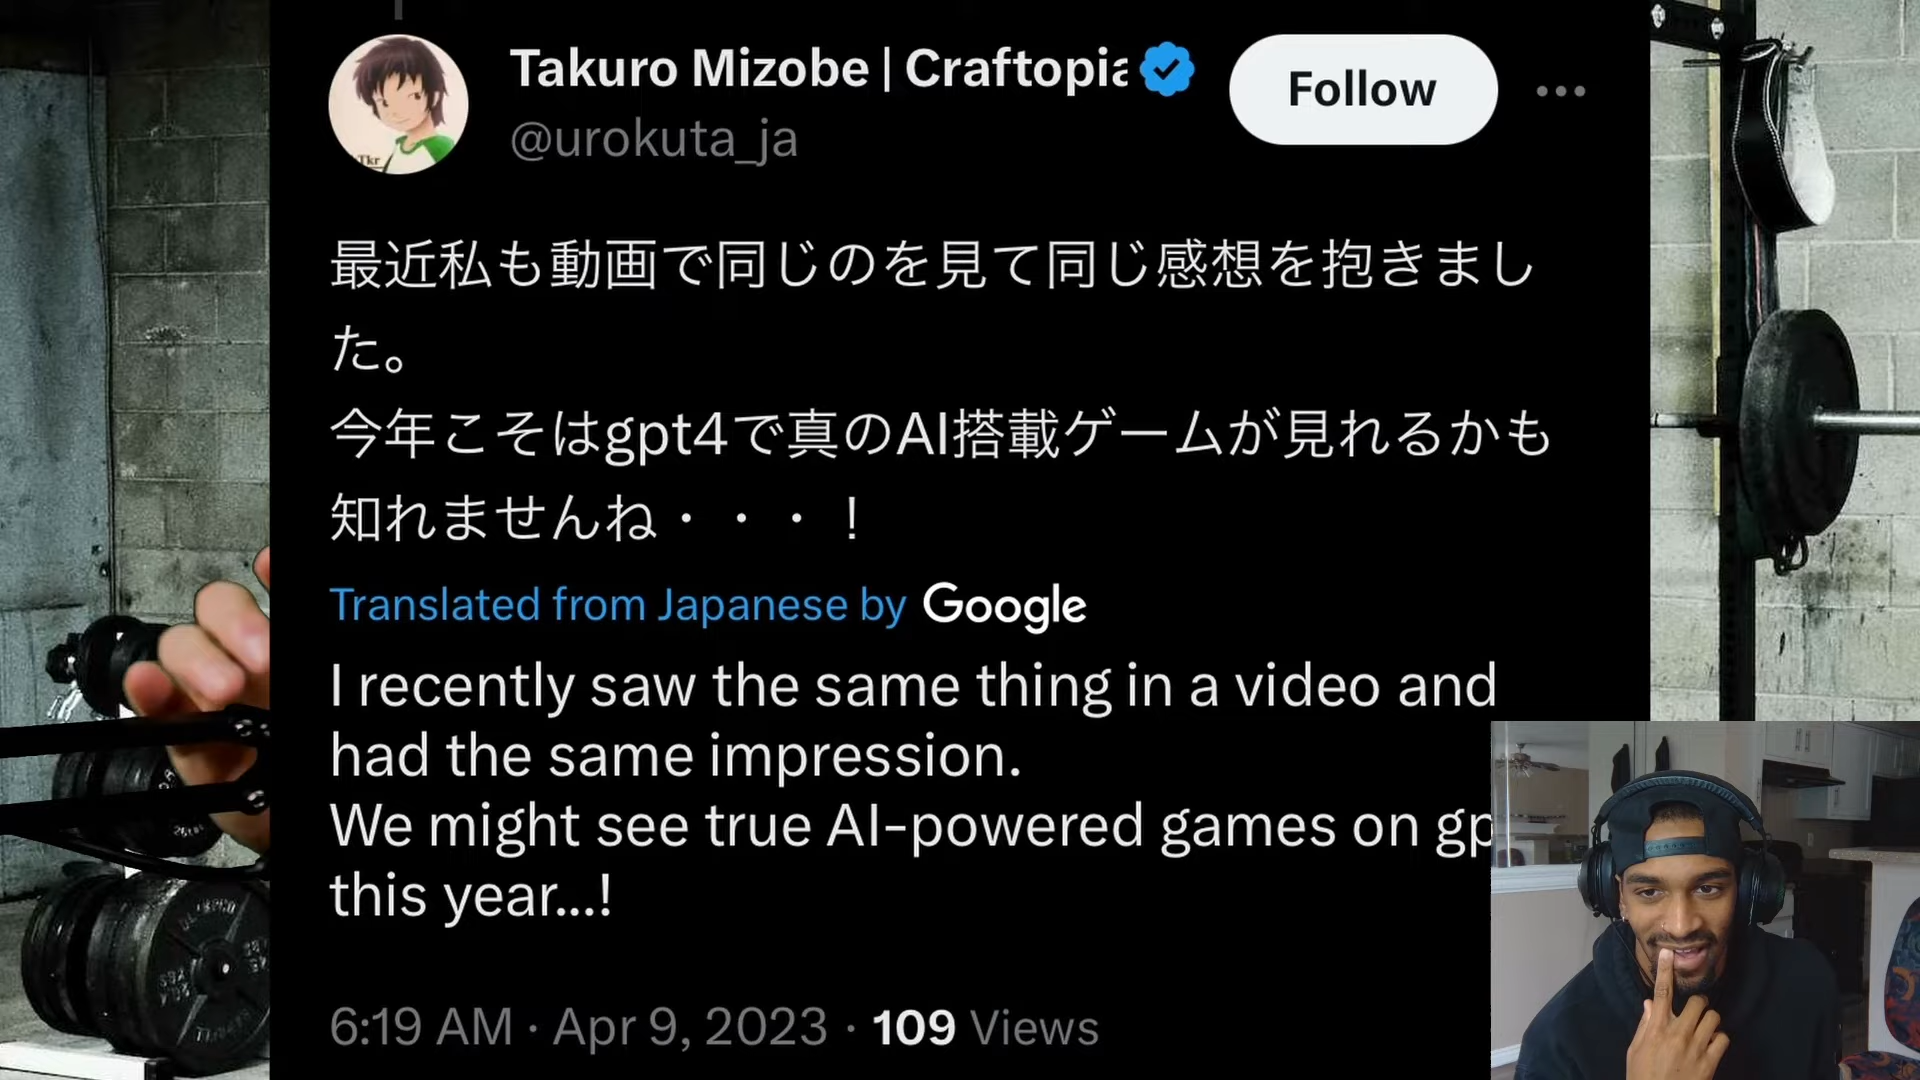 Takuro Mizobe | Craftopia
Follow
@urokuta_ja
最近私も動画で同じのを見て同じ感想を抱きまし
た。
今年こそはgpt4で真のAI搭載ゲームが見れるかも
知れませんね・・・！
Translated from Japanese by Google
I recently saw the same thing in a video and
had the same impression.
We might see true AI-powered games on gp
this year...!
6:19 AM · Apr 9, 2023 · 109 Views
Tkr